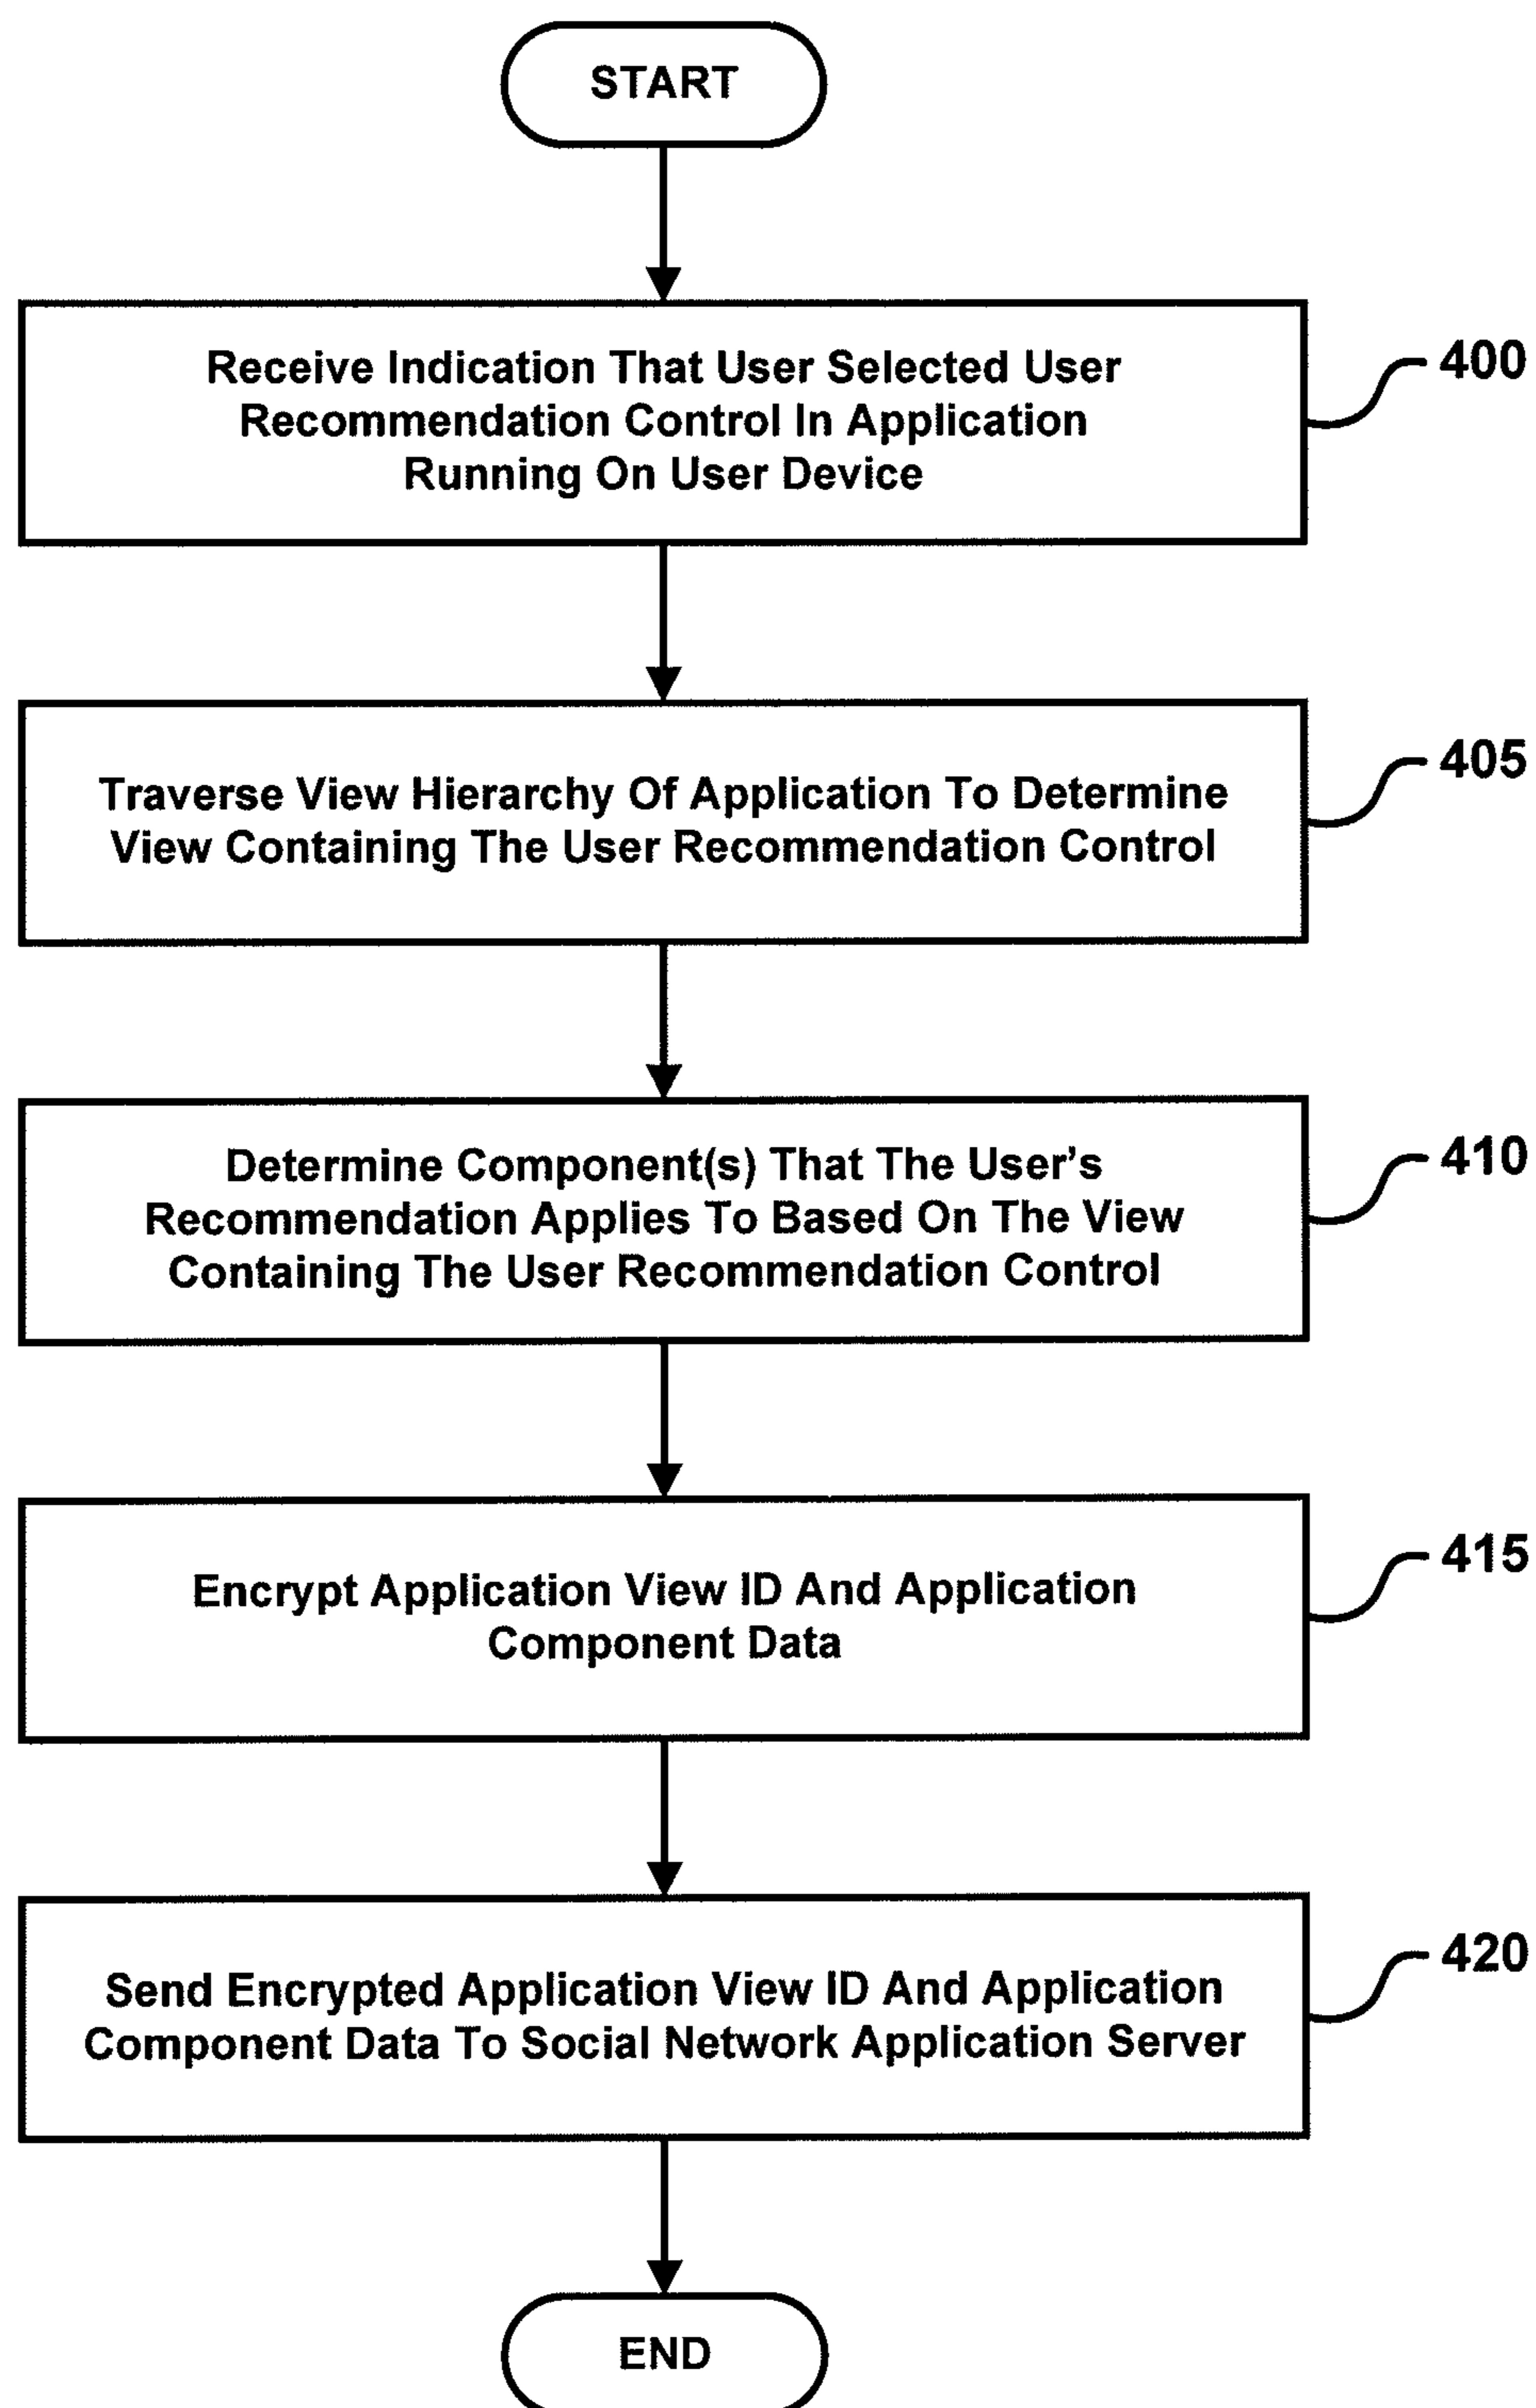 START
Receive Indication That User Selected User
Recommendation Control In Application
Running On User Device
400
Traverse View Hierarchy Of Application To Determine
View Containing The User Recommendation Control
405
Determine Component(s) That The User's
Recommendation Applies To Based On The View
Containing The User Recommendation Control
410
Encrypt Application View ID And Application
Component Data
415
Send Encrypted Application View ID And Application
Component Data To Social Network Application Server
420
END